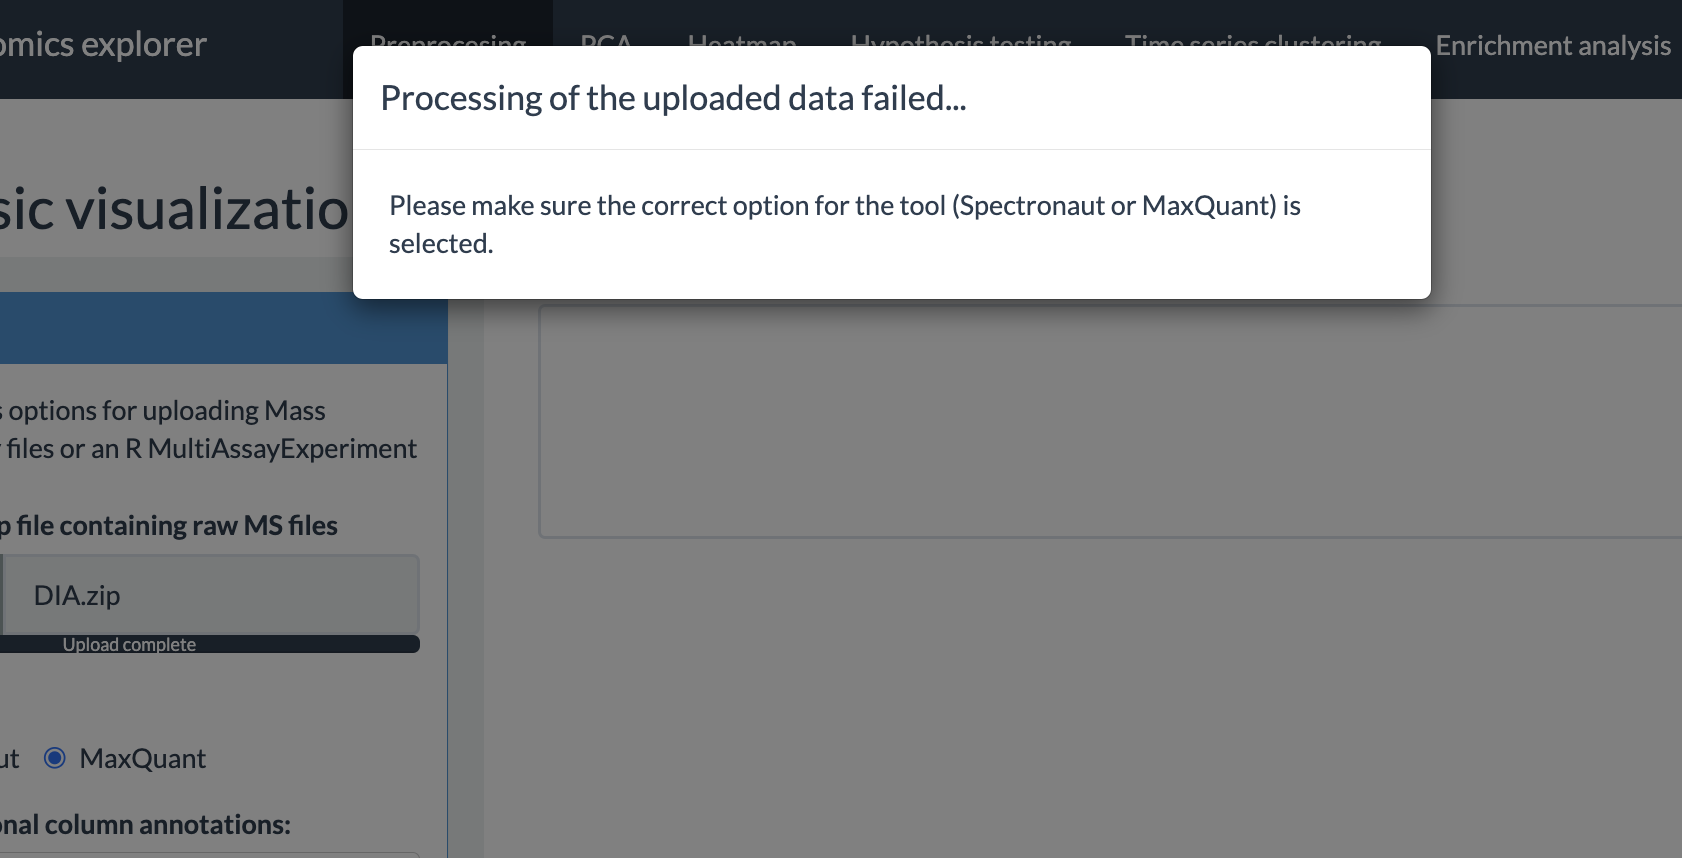 omics explorer
Preprocesing PCA Heatmap Hypothesis testing Time series clustering Enrichment analysis
Processing of the uploaded data failed...
Please make sure the correct option for the tool (Spectronaut or MaxQuant) is
selected.
sic visualizatio
s options for uploading Mass
files or an R MultiAssayExperiment
p file containing raw MS files
DIA.zip
Upload complete
ut MaxQuant
onal column annotations: